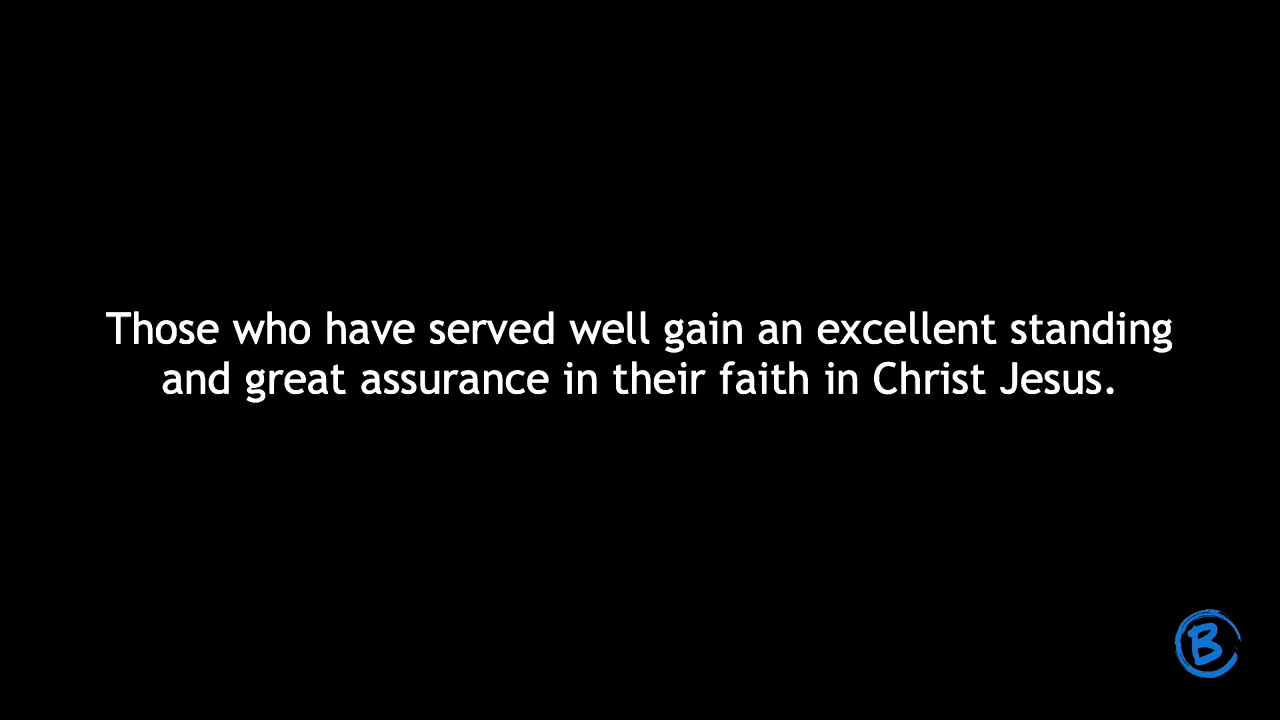 Those who have served well gain an excellent standing
and great assurance in their faith in Christ Jesus.
B